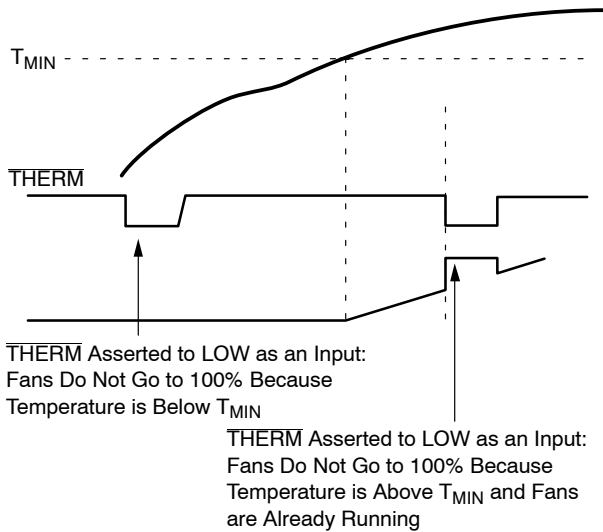 TMIN
THERM
THERM Asserted to LOW as an Input:
Fans Do Not Go to 100% Because
Temperature is Below TMIN
THERM Asserted to LOW as an Input:
Fans Do Not Go to 100% Because
Temperature is Above TMIN and Fans
are Already Running